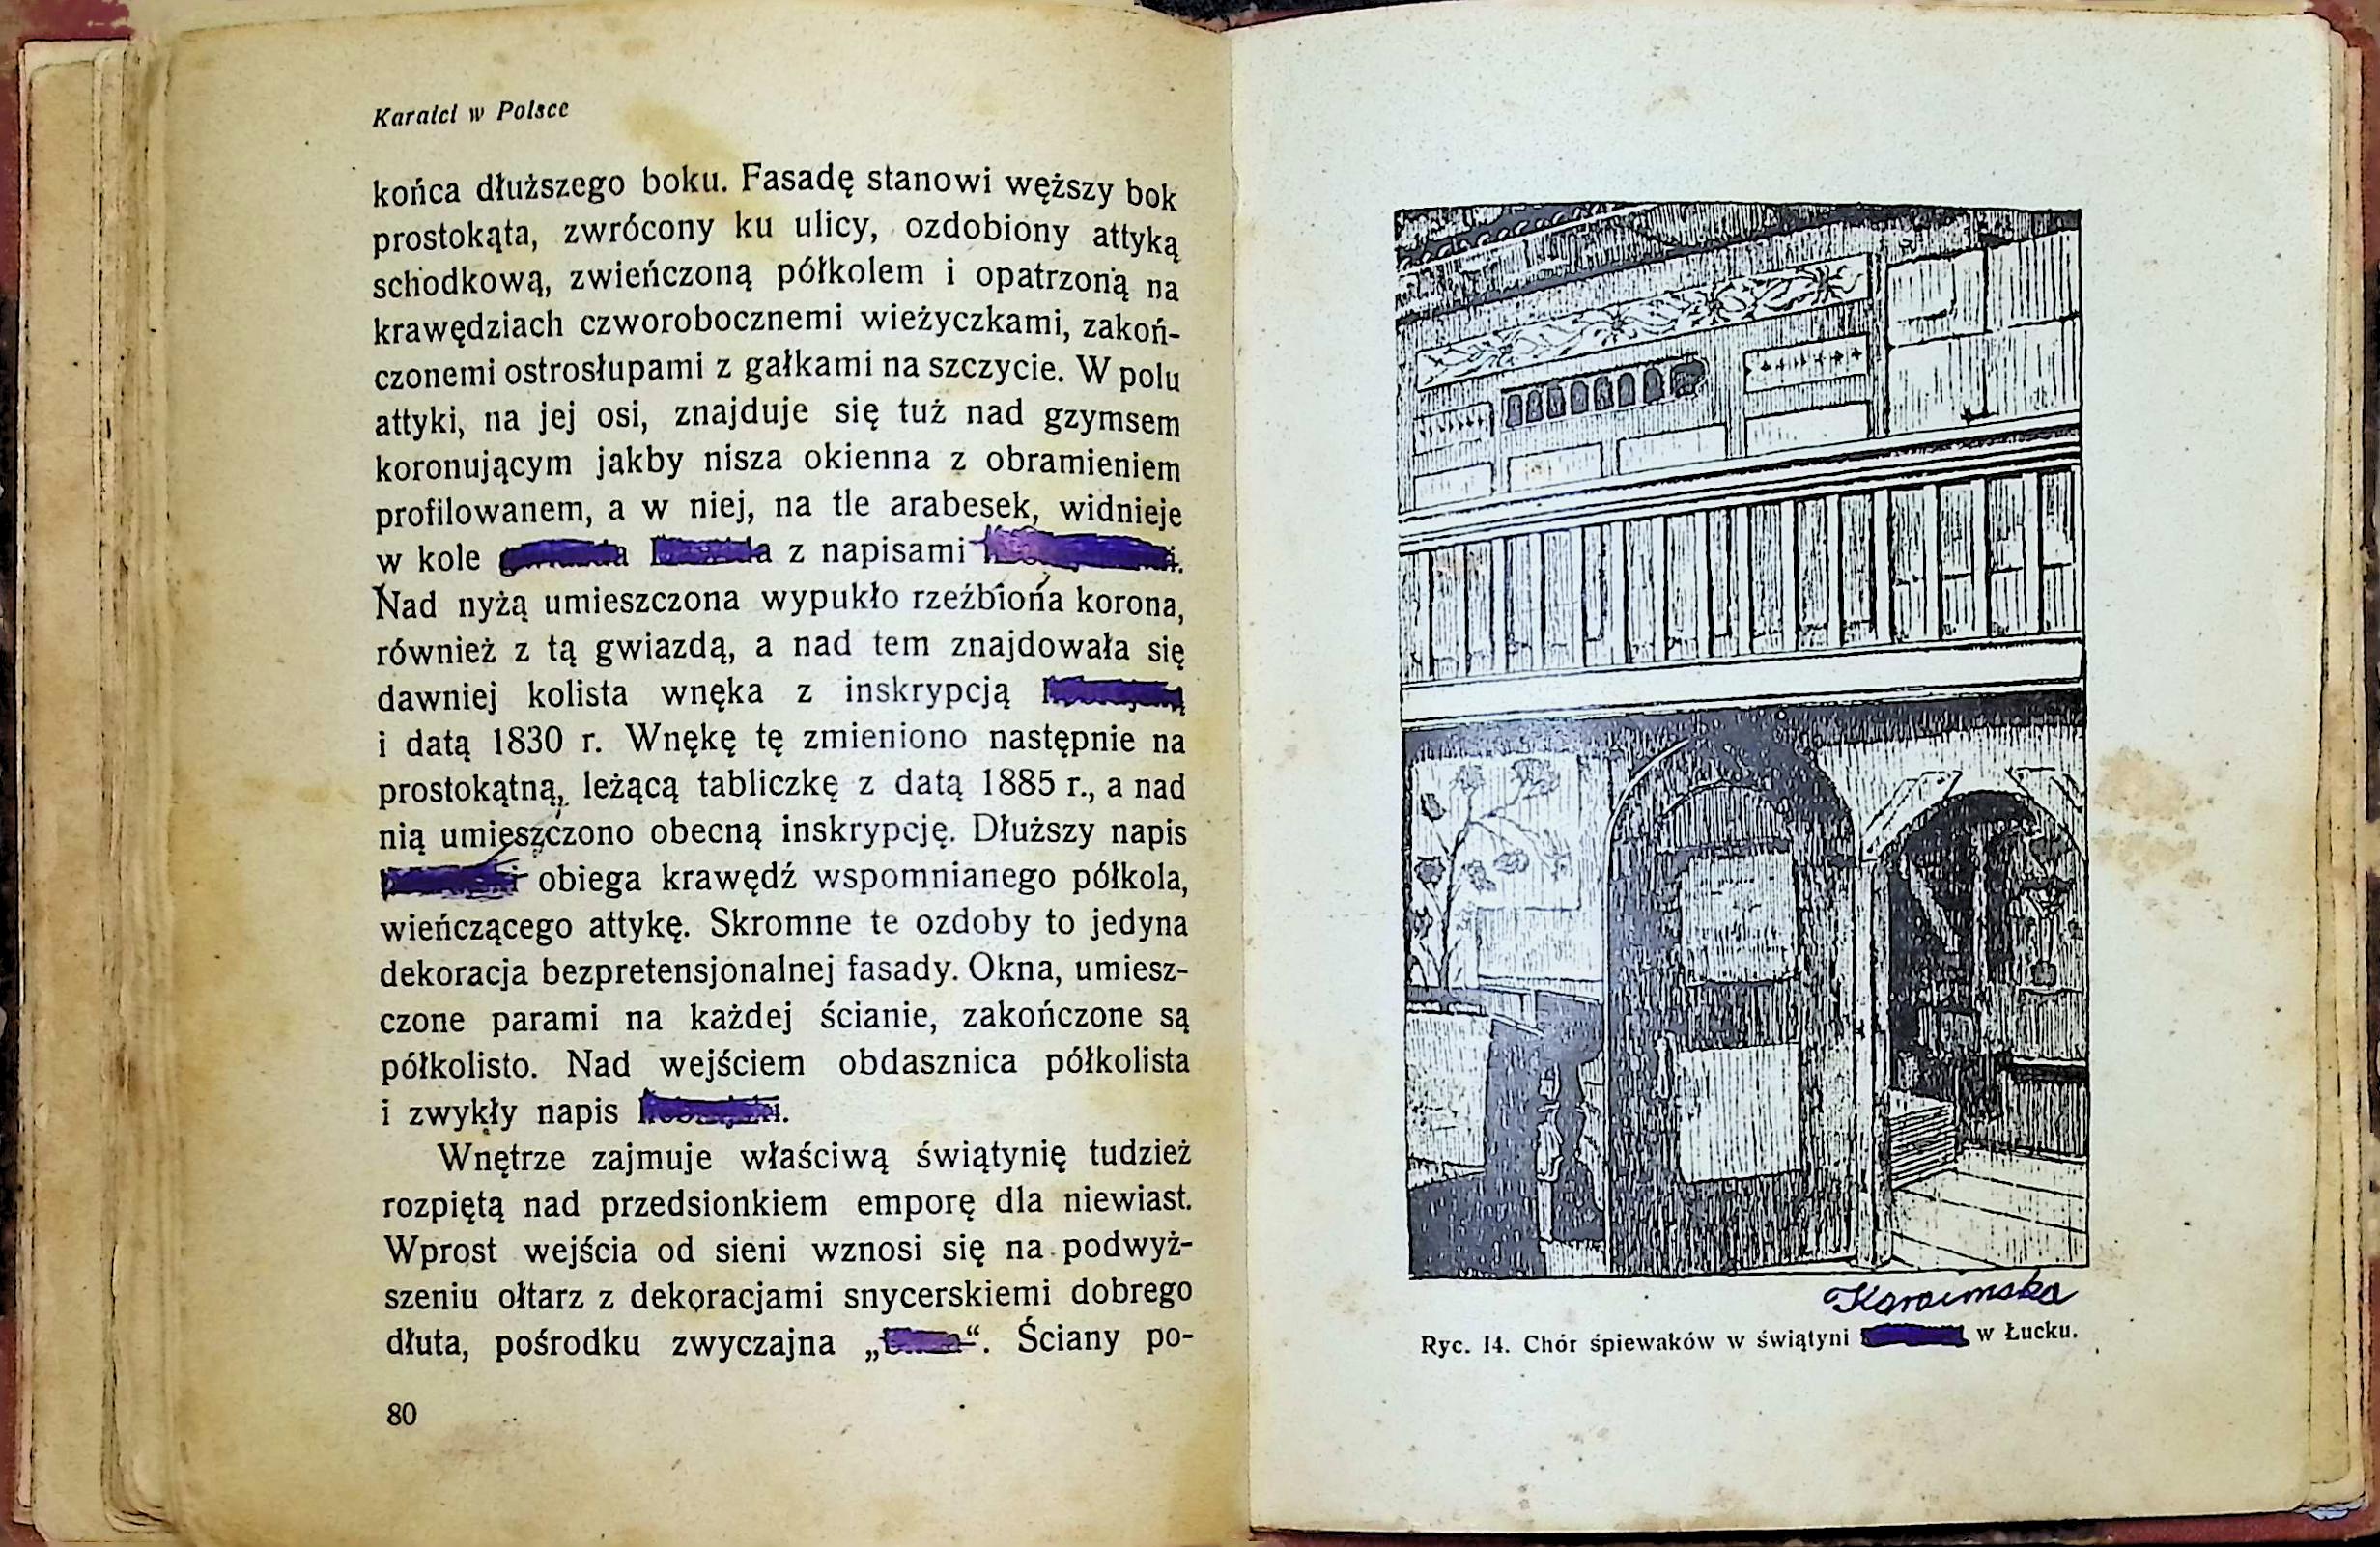 Karaici w Polsce
końca dłuższego boku. Fasadę stanowi węższy bok
prostokąta, zwrócony ku ulicy, ozdobiony attyką
schodkową, zwieńczoną półkolem i opatrzoną na
krawędziach czworobocznemi wieżyczkami, zakoń-
czonemi ostrosłupami z gałkami na szczycie. W polu
attyki, na jej osi, znajduje się tuż nad gzymsem
koronującym jakby nisza okienna z obramieniem
profilowanem, a w niej, na tle arabesek, widnieje
w kole z napisami
Nad nyżą umieszczona wypukło rzeźbiona korona,
również z tą gwiazdą, a nad tem znajdowała się
dawniej kolista wnęka z inskrypcją
i datą 1830 r. Wnękę tę zmieniono następnie na
prostokątną, leżącą tabliczkę z datą 1885 r., a nad
nią umieszczono obecną inskrypcję. Dłuższy napis
obiega krawędź wspomnianego półkola,
wieńczącego attykę. Skromne te ozdoby to jedyna
dekoracja bezpretensjonalnej fasady. Okna, umiesz-
czone parami na każdej ścianie, zakończone są
półkolisto. Nad wejściem obdasznica półkolista
i zwykły napis
Wnętrze zajmuje właściwą świątynię tudzież
rozpiętą nad przedsionkiem emporę dla niewiast.
Wprost wejścia od sieni wznosi się na podwyż-
szeniu ołtarz z dekoracjami snycerskiemi dobrego
dłuta, pośrodku zwyczajna „ “. Ściany po-
80
Karaimska
Ryc. 14. Chór śpiewaków w świątyni w Łucku.